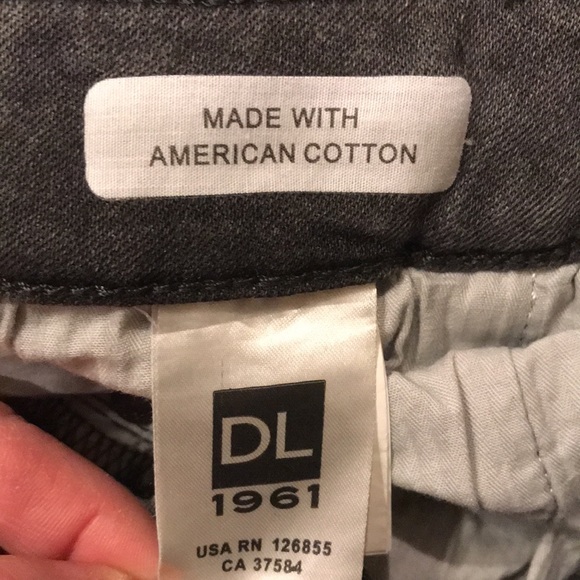 MADE WITH
AMERICAN COTTON
DL
1961
USA RN 126855
CA 37584